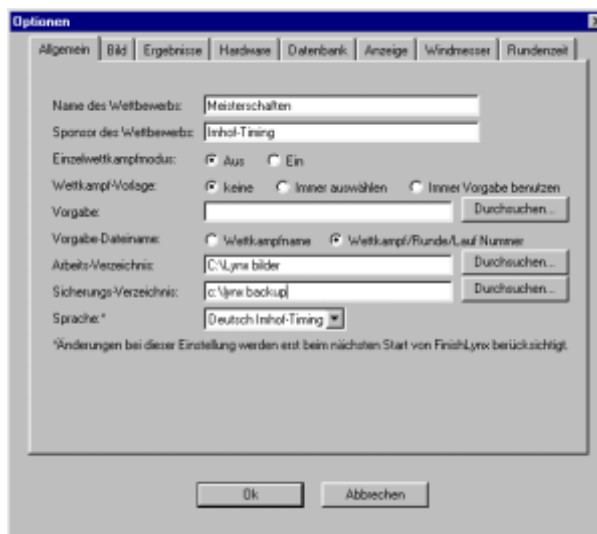 Optionen
Allgemein Bild Ergebnisse Hardware Datenbank Anzeige Windmesser Rundenzeit
Name des Wettbewerbs: Meisterschaften
Sponsor des Wettbewerbs: Imhof-Timing
Einzelwettkampfmodus: Aus Ein
Wettkampf-Vorlage: keine Immer auswählen Immer Vorgabe benutzen
Vorgabe: Durchsuchen...
Vorgabe-Dateiname: Wettkampfname Wettkampf/Runde/Lauf Nummer
Arbeits-Verzeichnis: C:\Lynx bilder Durchsuchen...
Sicherungs-Verzeichnis: c:\lynx backup Durchsuchen...
Sprache:* Deutsch Imhof-Timing
*Änderungen bei dieser Einstellung werden erst beim nächsten Start von FinishLynx berücksichtigt.
Ok Abbrechen